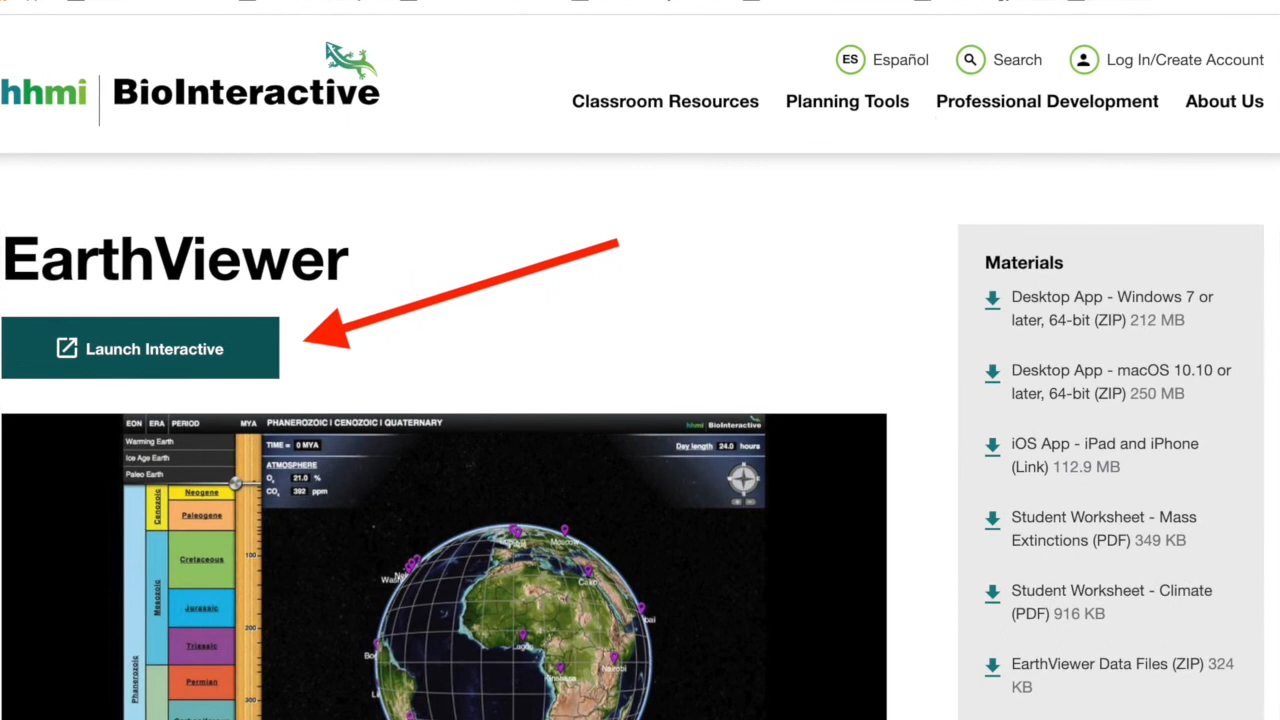 ES Español
Search
Log In/Create Account
hhmi | BioInteractive
Classroom Resources
Planning Tools
Professional Development
About Us
EarthViewer
Launch Interactive
Materials
Desktop App - Windows 7 or
later, 64-bit (ZIP) 212 MB
Desktop App - macOS 10.10 or
later, 64-bit (ZIP) 250 MB
iOS App - iPad and iPhone
(Link) 112.9 MB
Student Worksheet - Mass
Extinctions (PDF) 349 KB
Student Worksheet - Climate
(PDF) 916 KB
EarthViewer Data Files (ZIP) 324
KB
EON ERA PERIOD MYA
PHANEROZOIC | CENOZOIC | QUATERNARY
hhmi BioInteractive
Warming Earth
Ice Age Earth
Paleo Earth
TIME = 0 MYA
Day length 24.0 hours
ATMOSPHERE
O₂ 21.0 %
CO₂ 392 ppm
N
Phanerozoic
Cenozoic
Mesozoic
Neogene
Paleogene
Cretaceous
Jurassic
Triassic
Permian
100
200
300
Moscow
Lagos
Nairobi
Kinshasa